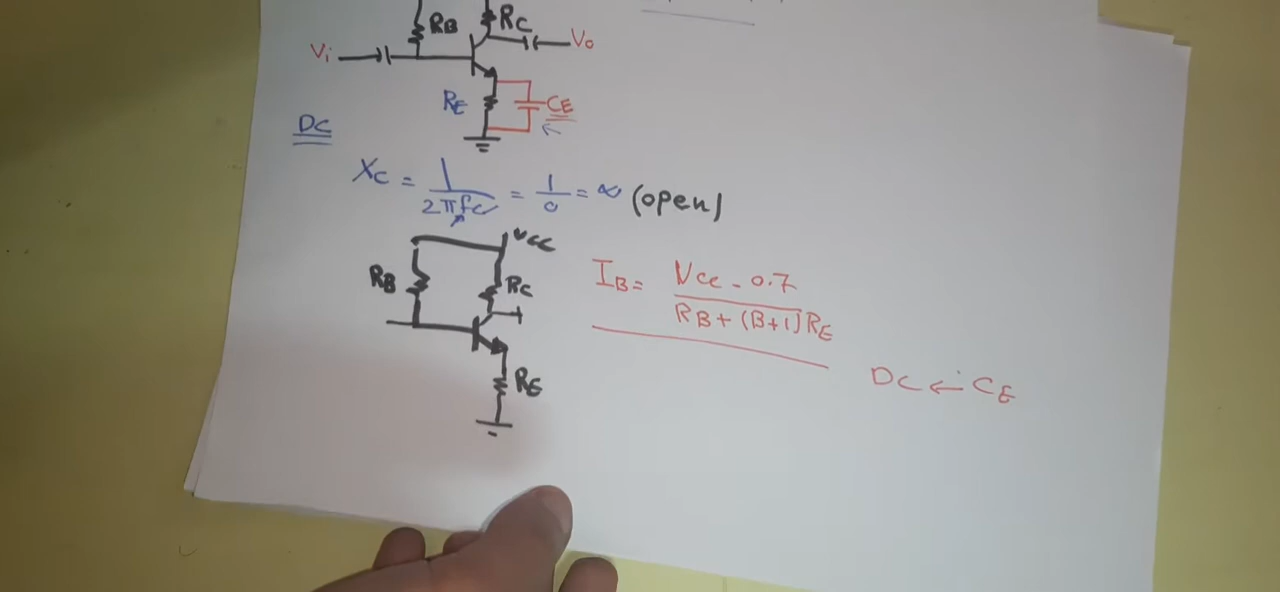 RB
RC
Vi
Vo
RE
CE
DC
XC = 1/2πfc = 1/0 = ∞ (open)
VCC
RB
RC
IB = VCC - 0.7 / RB + (B+1)RE
RE
DC ← CE